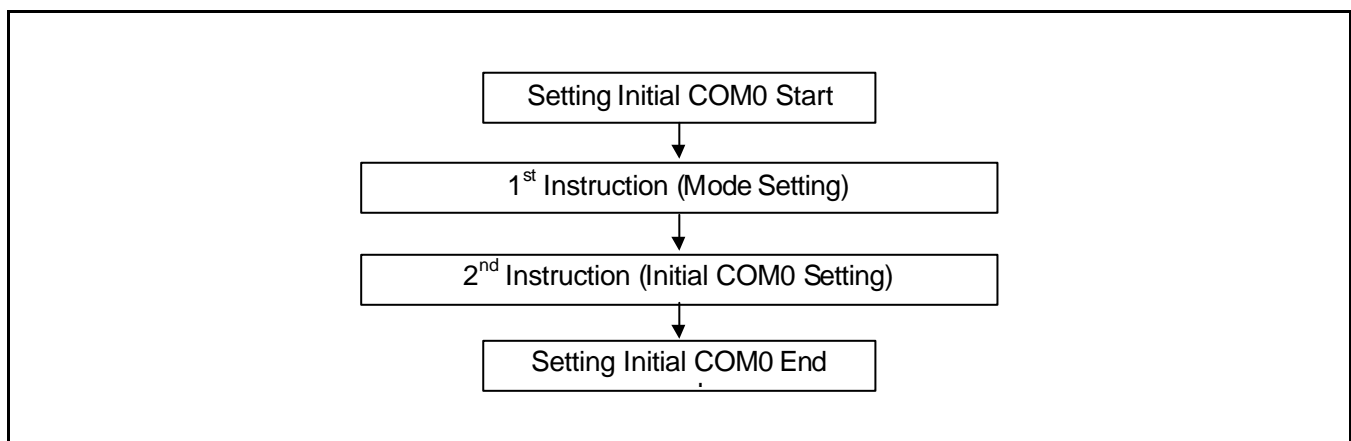 Setting Initial COM0 Start
1st Instruction (Mode Setting)
2nd Instruction (Initial COM0 Setting)
Setting Initial COM0 End